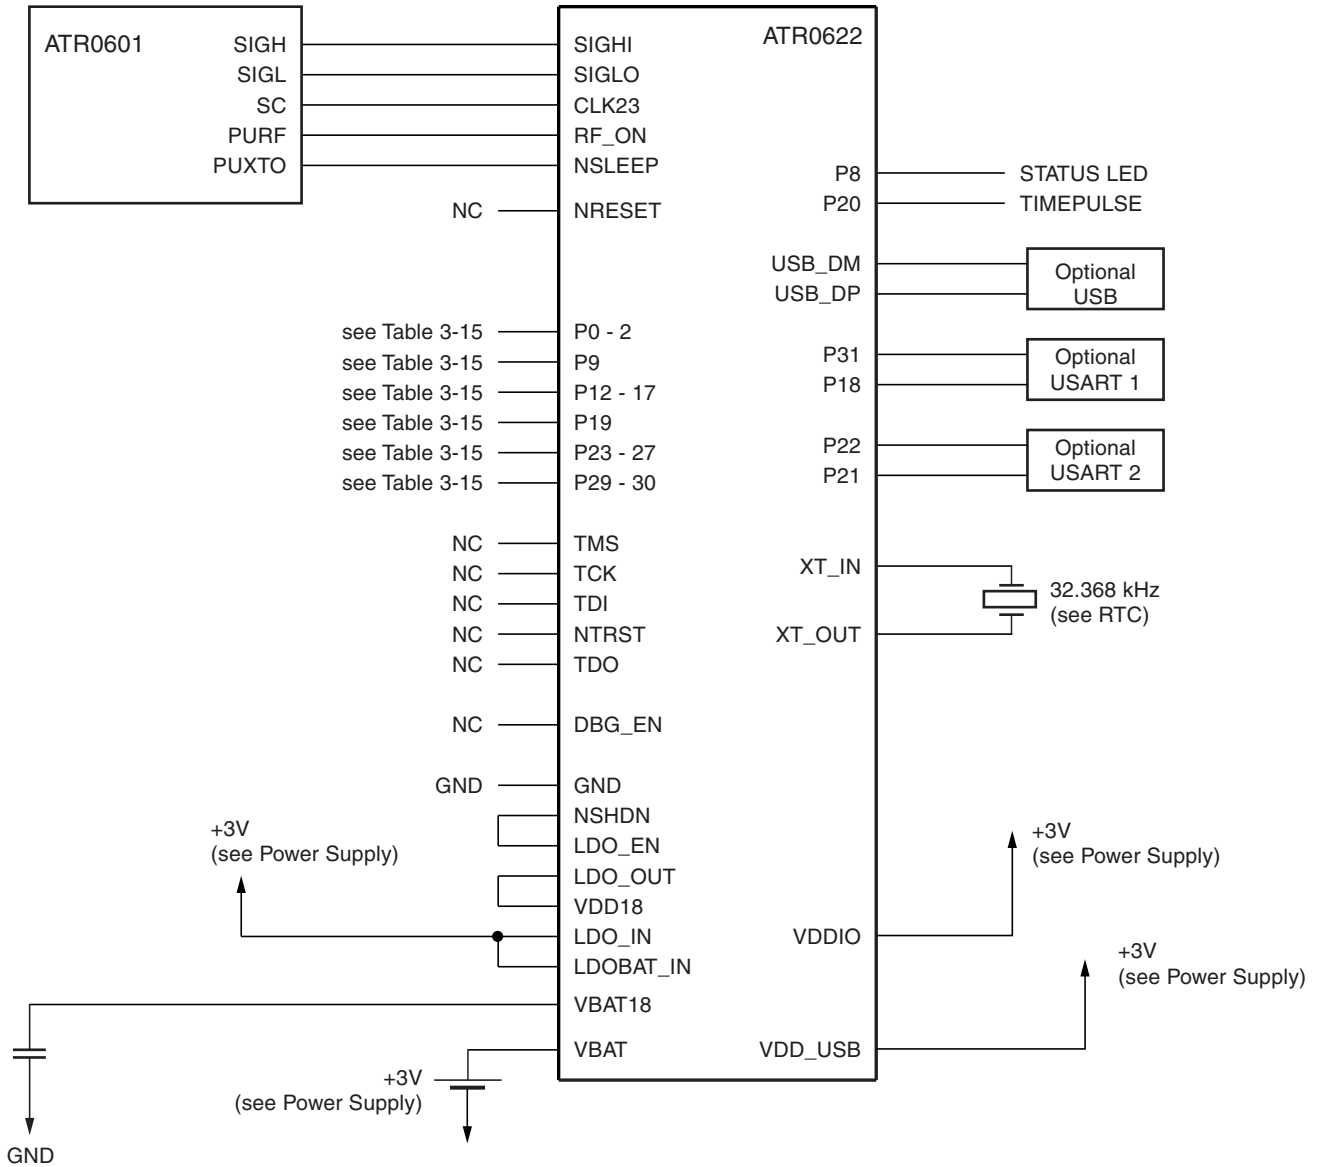 ATR0601
SIGH
SIGL
SC
PURF
PUXTO
ATR0622
SIGHI
SIGLO
CLK23
RF_ON
NSLEEP
NC NRESET
P8 STATUS LED
P20 TIMEPULSE
USB_DM
USB_DP
Optional
USB
see Table 3-15 P0 - 2
see Table 3-15 P9
see Table 3-15 P12 - 17
see Table 3-15 P19
see Table 3-15 P23 - 27
see Table 3-15 P29 - 30
P31
P18
Optional
USART 1
P22
P21
Optional
USART 2
NC TMS
NC TCK
NC TDI
NC NTRST
NC TDO
XT_IN
XT_OUT
32.368 kHz
(see RTC)
NC DBG_EN
GND GND
NSHDN
LDO_EN
LDO_OUT
VDD18
LDO_IN
LDOBAT_IN
+3V
(see Power Supply)
VBAT18
GND
VBAT
+3V
(see Power Supply)
VDDIO
+3V
(see Power Supply)
VDD_USB
+3V
(see Power Supply)